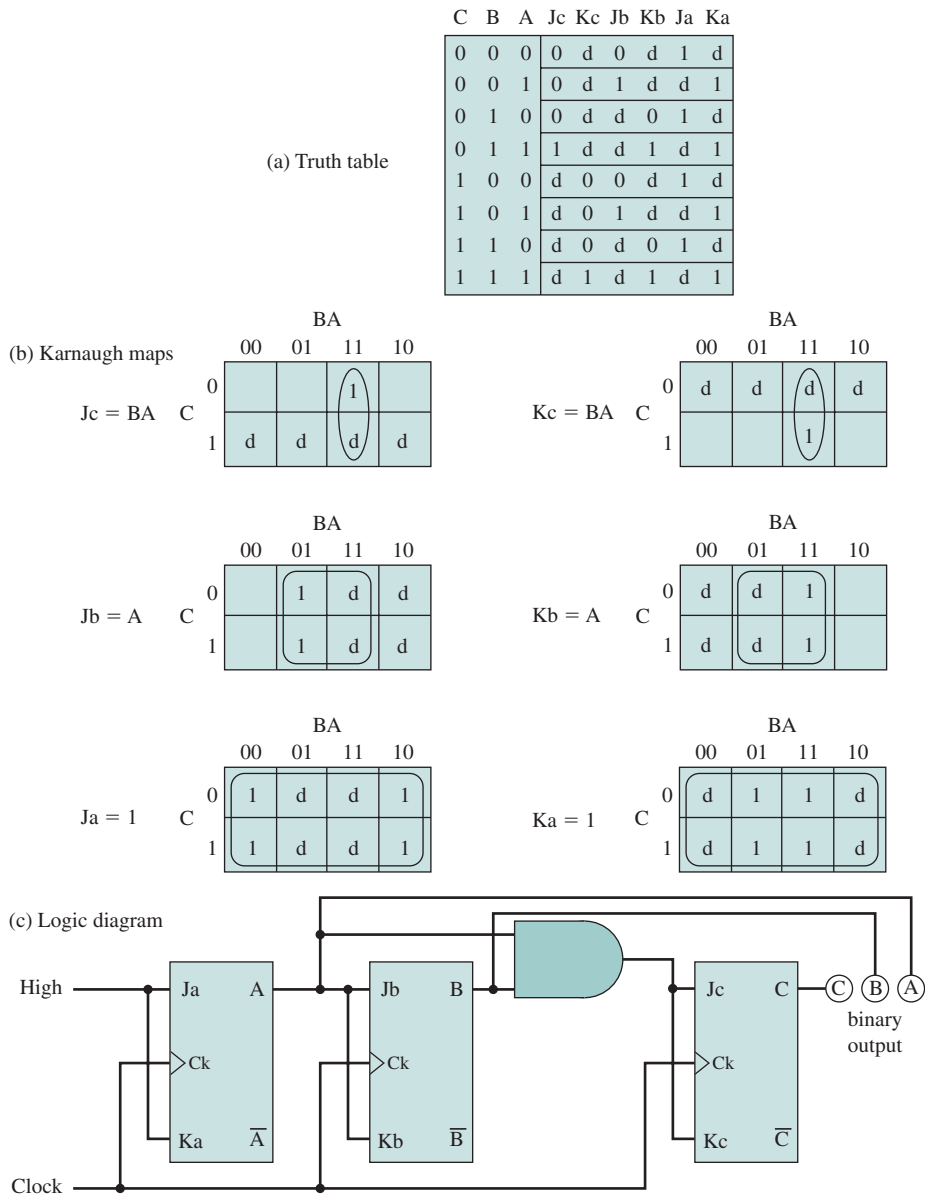 C B A Jc Kc Jb Kb Ja Ka
0 0 0 0 d 0 d 1 d
0 0 1 0 d 1 d d 1
0 1 0 0 d d 0 1 d
0 1 1 1 d d 1 d 1
1 0 0 d 0 0 d 1 d
1 0 1 d 0 1 d d 1
1 1 0 d 0 d 0 1 d
1 1 1 d 1 d 1 d 1
(a) Truth table
(b) Karnaugh maps
BA
00 01 11 10
Jc = BA C
0 1
1 d d d d
BA
00 01 11 10
Kc = BA C
0 d d d d
1 1
BA
00 01 11 10
Jb = A C
0 1 d d
1 1 d d
BA
00 01 11 10
Kb = A C
0 d d 1
1 d d 1
BA
00 01 11 10
Ja = 1 C
0 1 d d 1
1 1 d d 1
BA
00 01 11 10
Ka = 1 C
0 d 1 1 d
1 d 1 1 d
(c) Logic diagram
High Ja A Jb B Jc C C B A
binary
output
Ck Ck Ck
Ka A̅ Kb B̅ Kc C̅
Clock